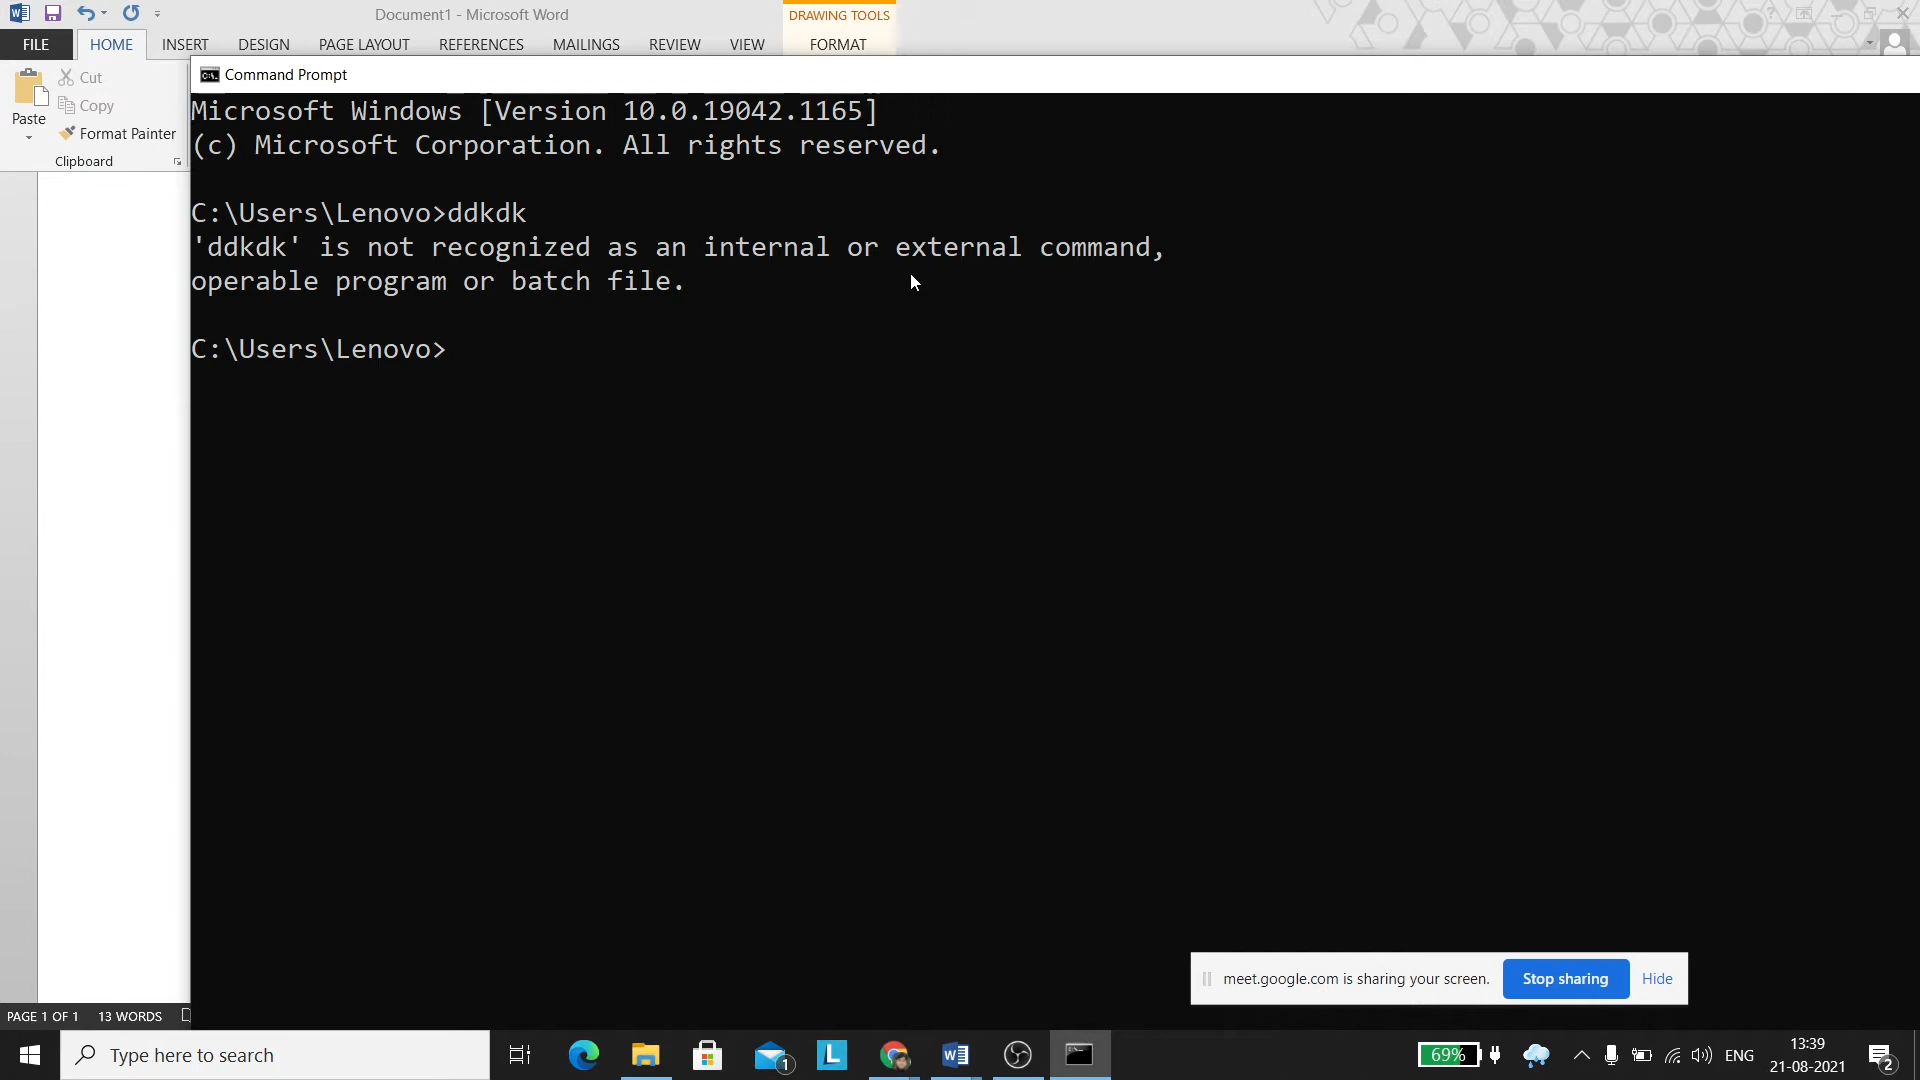 Document1 - Microsoft Word
DRAWING TOOLS
FILE HOME INSERT DESIGN PAGE LAYOUT REFERENCES MAILINGS REVIEW VIEW FORMAT
Cut
Copy
Paste
Format Painter
Clipboard
Command Prompt
Microsoft Windows [Version 10.0.19042.1165]
(c) Microsoft Corporation. All rights reserved.
C:\Users\Lenovo>ddkdk
'ddkdk' is not recognized as an internal or external command,
operable program or batch file.
C:\Users\Lenovo>
meet.google.com is sharing your screen. Stop sharing Hide
PAGE 1 OF 1 13 WORDS
Type here to search
1
L
69%
ENG
13:39
21-08-2021
2